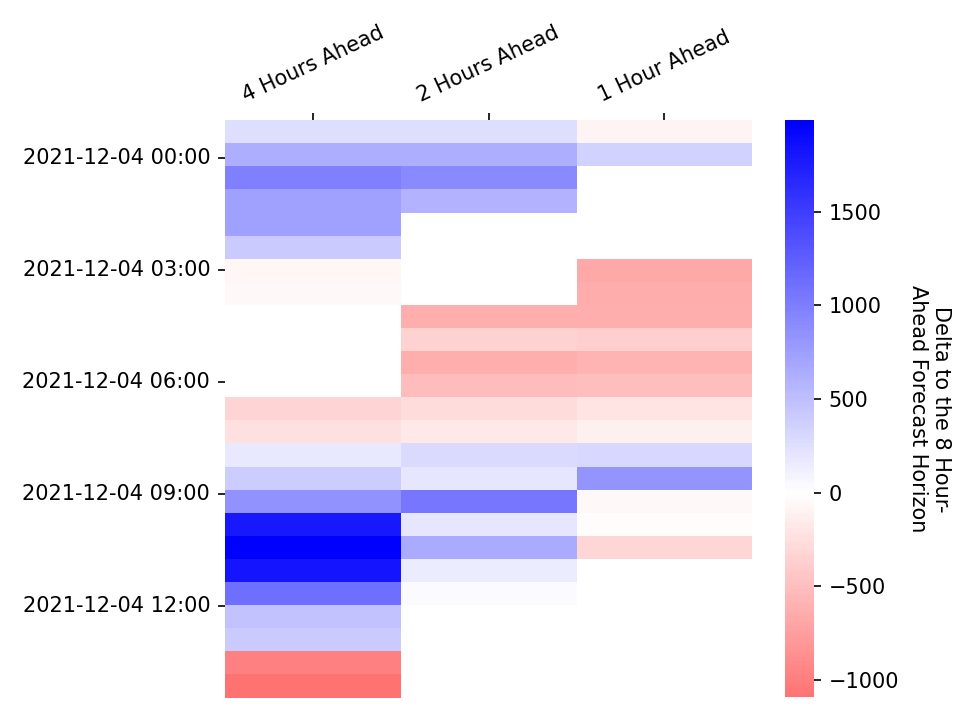 4 Hours Ahead
2 Hours Ahead
1 Hour Ahead
2021-12-04 00:00
2021-12-04 03:00
2021-12-04 06:00
2021-12-04 09:00
2021-12-04 12:00
1500
1000
500
0
−500
−1000
Delta to the 8 Hour-
Ahead Forecast Horizon